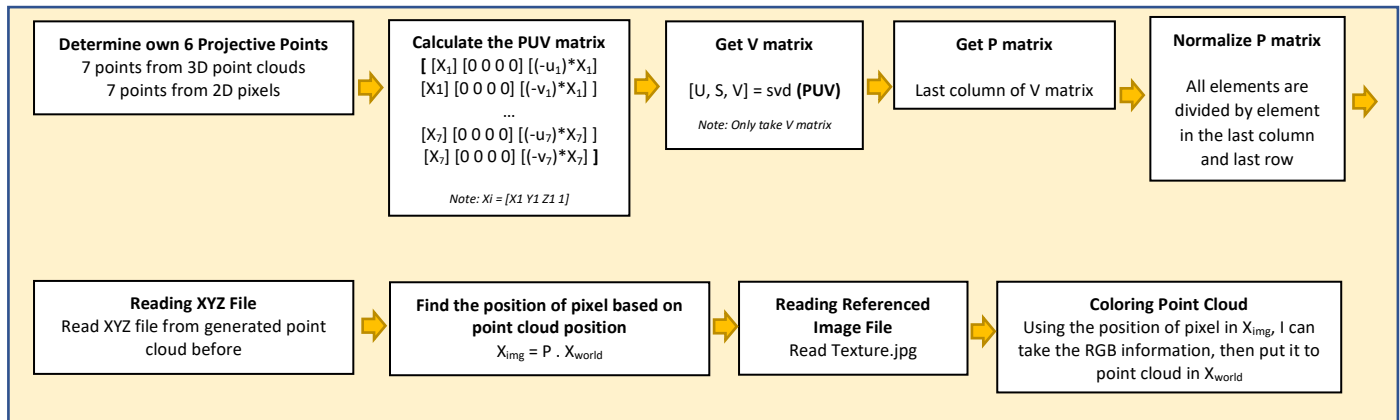 Determine own 6 Projective Points
7 points from 3D point clouds
7 points from 2D pixels
Calculate the PUV matrix
[ [X₁] [0 0 0 0] [(-u₁)*X₁]
[X1] [0 0 0 0] [(-v₁)*X₁] ]
...
[X₇] [0 0 0 0] [(-u₇)*X₇] ]
[X₇] [0 0 0 0] [(-v₇)*X₇] ]
Note: Xi = [X1 Y1 Z1 1]
Get V matrix
[U, S, V] = svd (PUV)
Note: Only take V matrix
Get P matrix
Last column of V matrix
Normalize P matrix
All elements are
divided by element
in the last column
and last row
Reading XYZ File
Read XYZ file from generated point
cloud before
Find the position of pixel based on
point cloud position
Ximg = P . Xworld
Reading Referenced
Image File
Read Texture.jpg
Coloring Point Cloud
Using the position of pixel in Ximg, I can
take the RGB information, then put it to
point cloud in Xworld